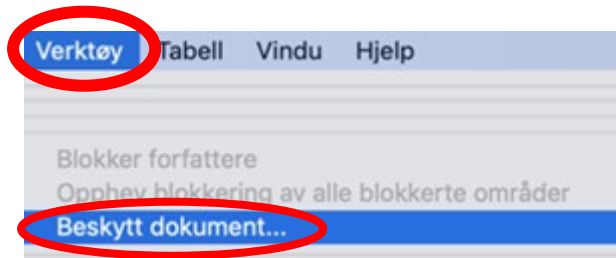 Verktøy Tabell Vindu Hjelp
Blokker forfattere
Opphev blokkering av alle blokkerte områder
Beskytt dokument...